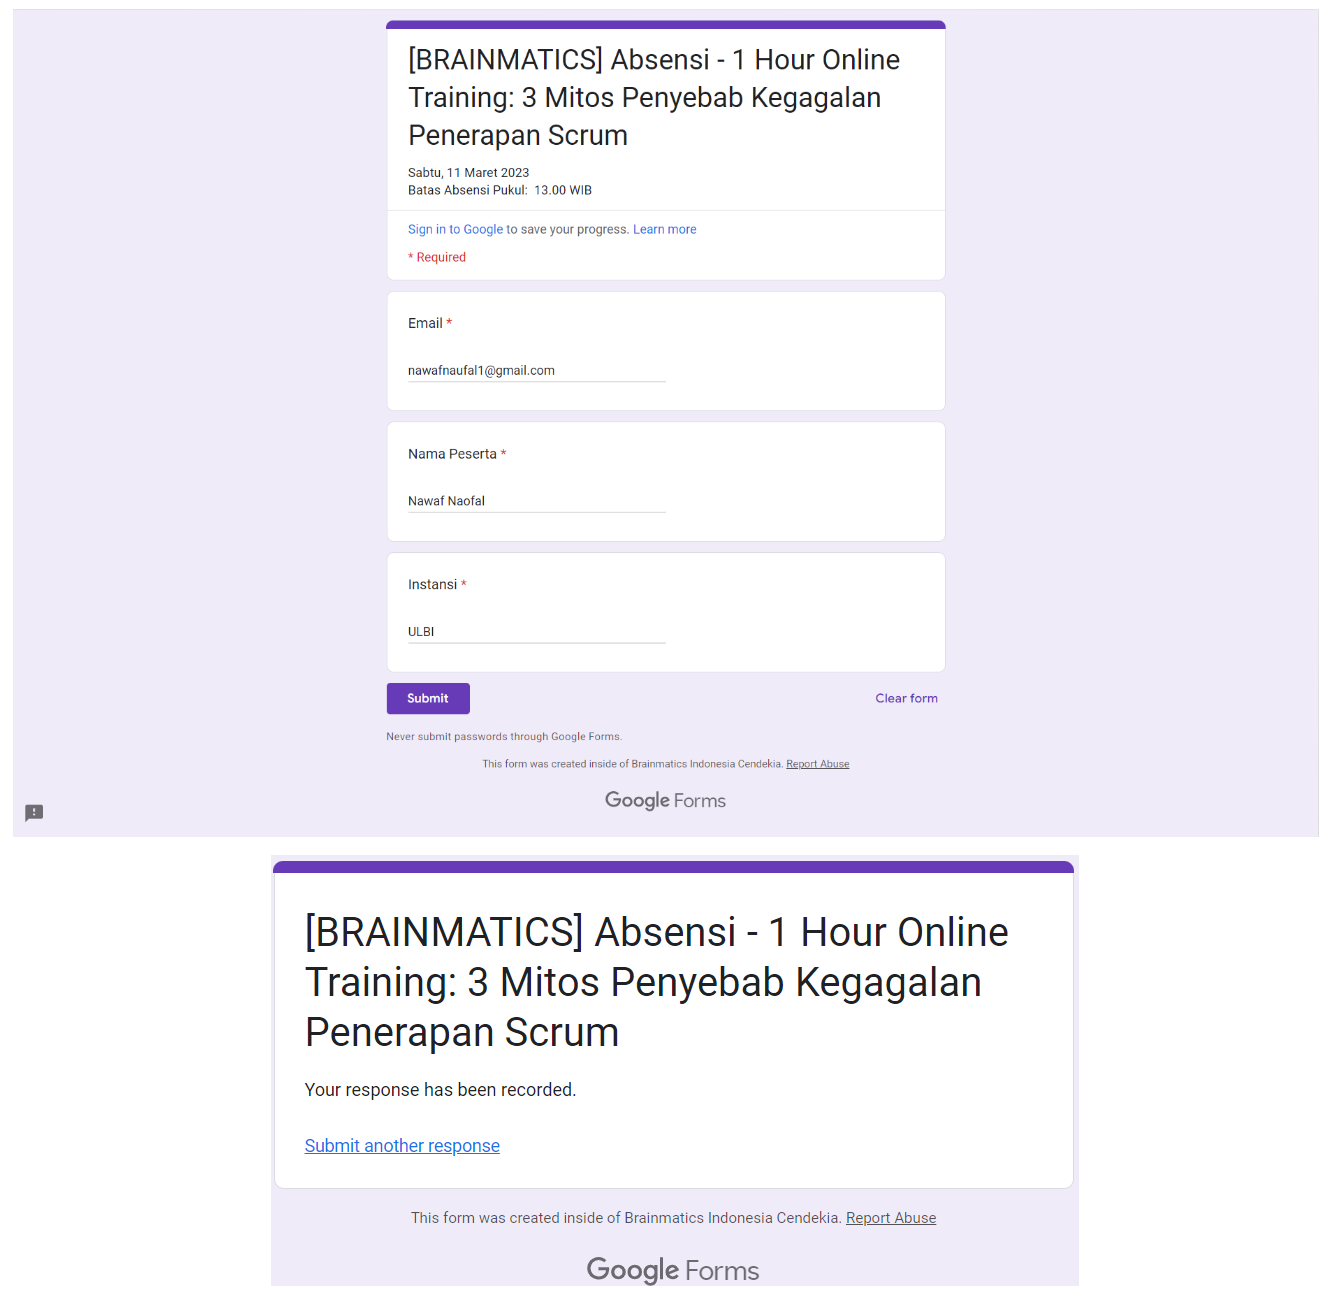 [BRAINMATICS] Absensi - 1 Hour Online
Training: 3 Mitos Penyebab Kegagalan
Penerapan Scrum
Sabtu, 11 Maret 2023
Batas Absensi Pukul:  13.00 WIB
Sign in to Google to save your progress. Learn more
* Required
Email *
nawafnaufal1@gmail.com
Nama Peserta *
Nawaf Naofal
Instansi *
ULBI
Submit
Clear form
Never submit passwords through Google Forms.
This form was created inside of Brainmatics Indonesia Cendekia. Report Abuse
Google Forms
[BRAINMATICS] Absensi - 1 Hour Online
Training: 3 Mitos Penyebab Kegagalan
Penerapan Scrum
Your response has been recorded.
Submit another response
This form was created inside of Brainmatics Indonesia Cendekia. Report Abuse
Google Forms